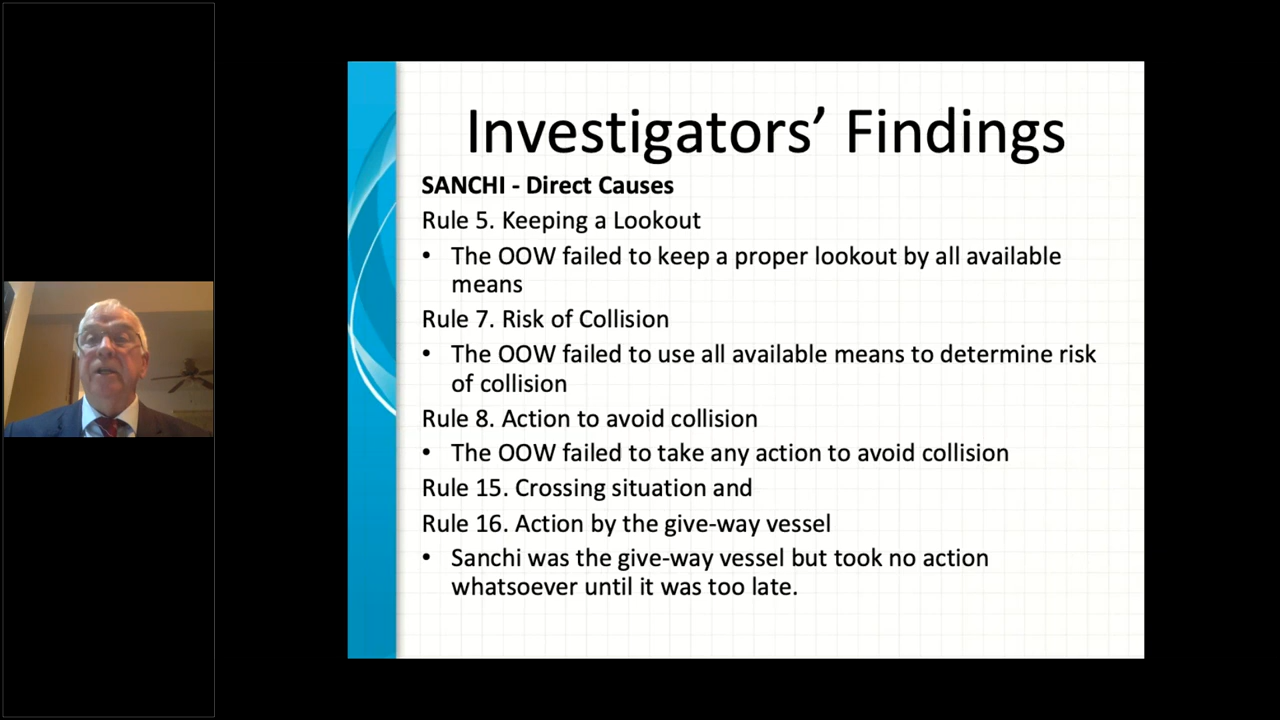 Investigators’ Findings
SANCHI - Direct Causes
Rule 5. Keeping a Lookout
• The OOW failed to keep a proper lookout by all available
means
Rule 7. Risk of Collision
• The OOW failed to use all available means to determine risk
of collision
Rule 8. Action to avoid collision
• The OOW failed to take any action to avoid collision
Rule 15. Crossing situation and
Rule 16. Action by the give-way vessel
• Sanchi was the give-way vessel but took no action
whatsoever until it was too late.